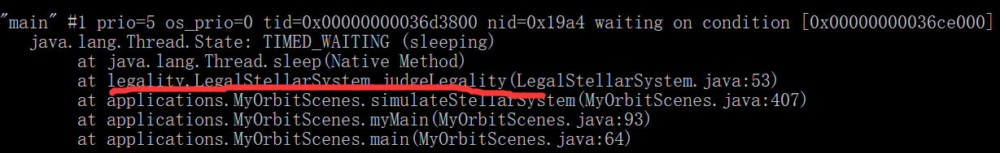 "main" #1 prio=5 os_prio=0 tid=0x00000000036d3800 nid=0x19a4 waiting on condition [0x00000000036ce000]
java.lang.Thread.State: TIMED_WAITING (sleeping)
at java.lang.Thread.sleep(Native Method)
at legality.LegalStellarSystem.judgeLegality(LegalStellarSystem.java:53)
at applications.MyOrbitScenes.simulateStellarSystem(MyOrbitScenes.java:407)
at applications.MyOrbitScenes.myMain(MyOrbitScenes.java:93)
at applications.MyOrbitScenes.main(MyOrbitScenes.java:64)